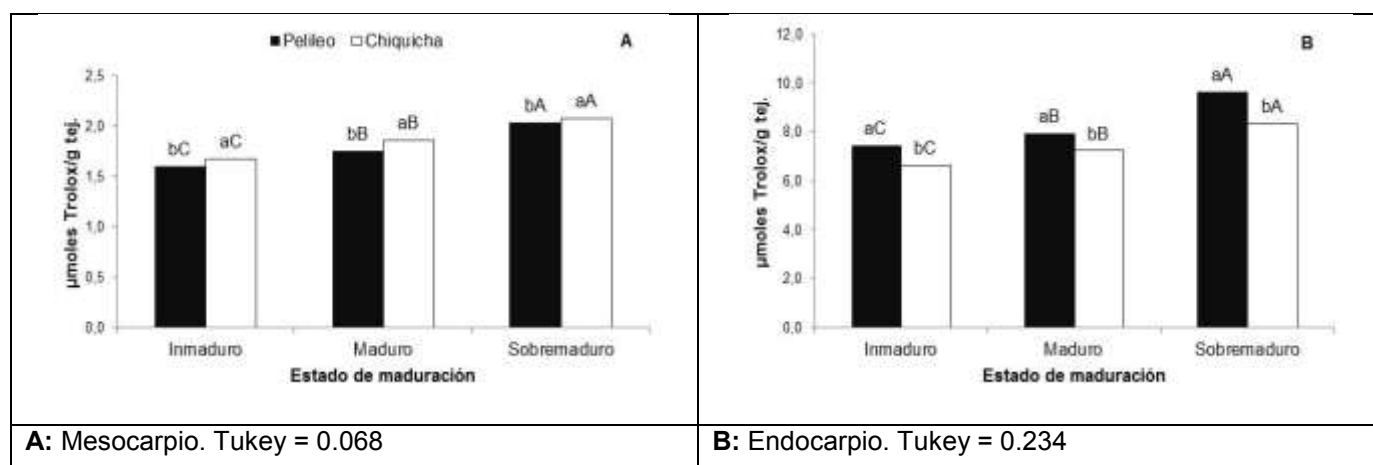 ■Pelileo □Chiquicha
A
2,5
2,0
1,5
1,0
0,5
0,0
µmoles Trolox/g tej.
bC
aC
bB
aB
bA
aA
Inmaduro
Maduro
Sobremaduro
Estado de maduración
B
12,0
10,0
8,0
6,0
4,0
2,0
0,0
µmoles Trolox/g tej.
aC
bC
aB
bB
aA
bA
Inmaduro
Maduro
Sobremaduro
Estado de maduración
A: Mesocarpio. Tukey = 0.068
B: Endocarpio. Tukey = 0.234